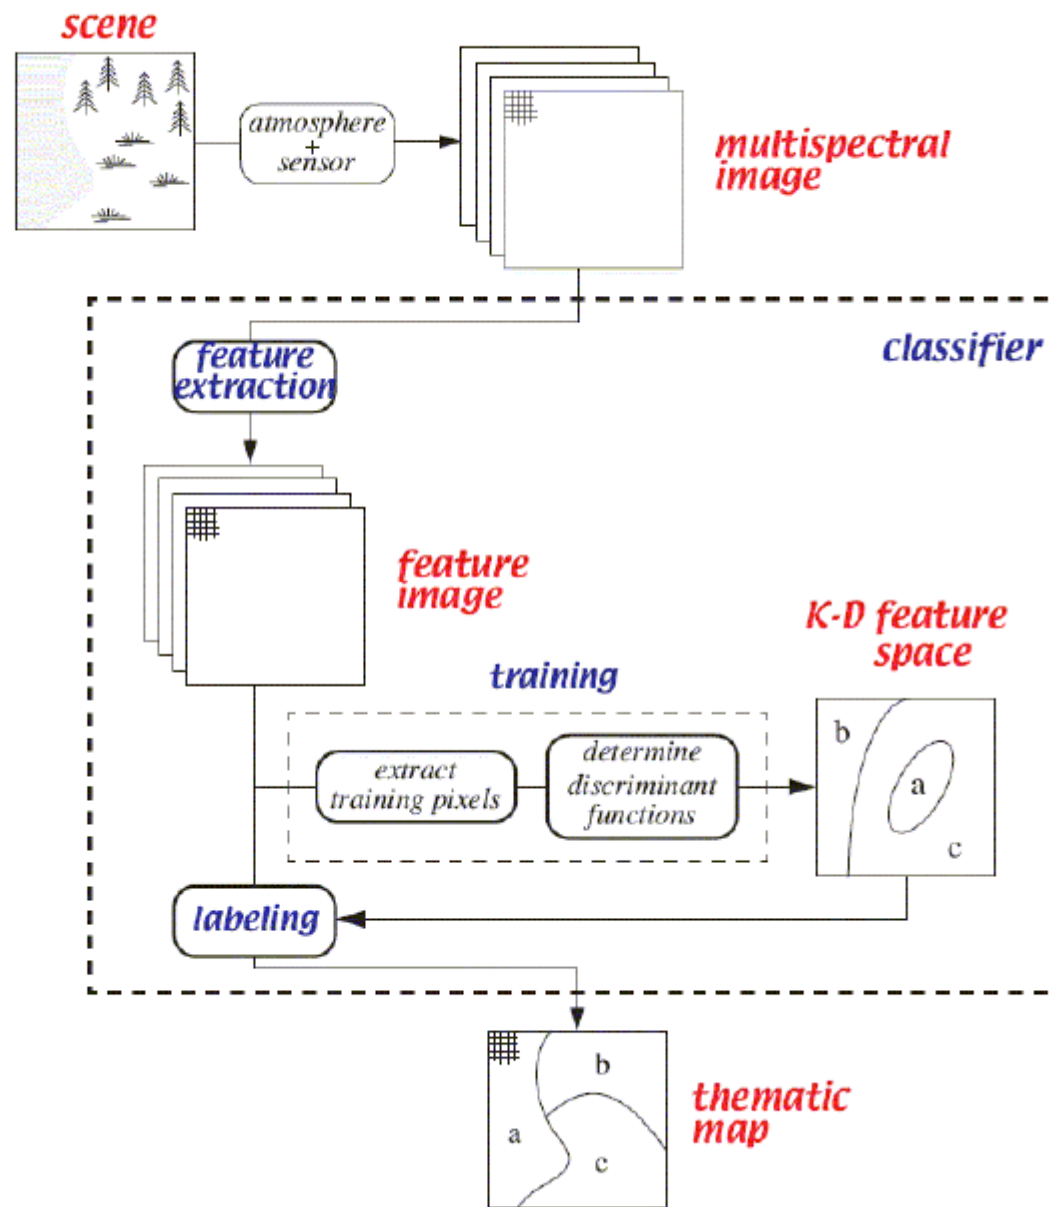 scene
atmosphere
+
sensor
multispectral
image
classifier
feature
extraction
feature
image
K-D feature
space
training
extract
training pixels
determine
discriminant
functions
b
a
c
labeling
b
a
c
thematic
map